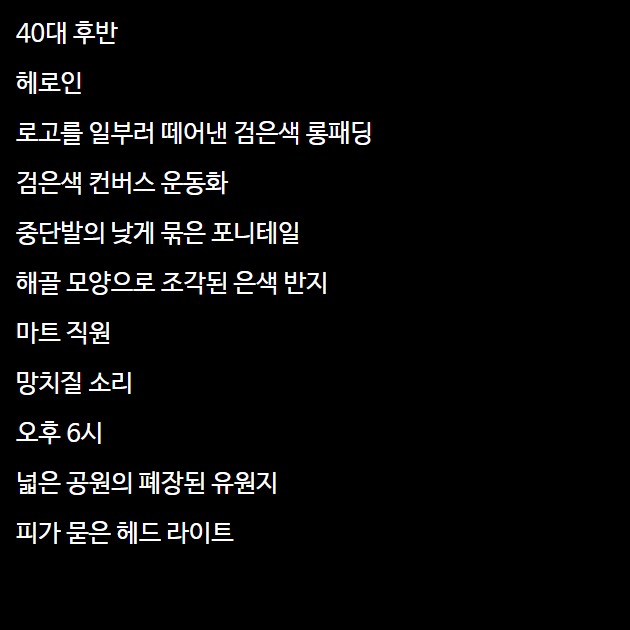 40대 후반
헤로인
로고를 일부러 떼어낸 검은색 롱패딩
검은색 컨버스 운동화
중단발의 낮게 묶은 포니테일
해골 모양으로 조각된 은색 반지
마트 직원
망치질 소리
오후 6시
넓은 공원의 폐장된 유원지
피가 묻은 헤드 라이트